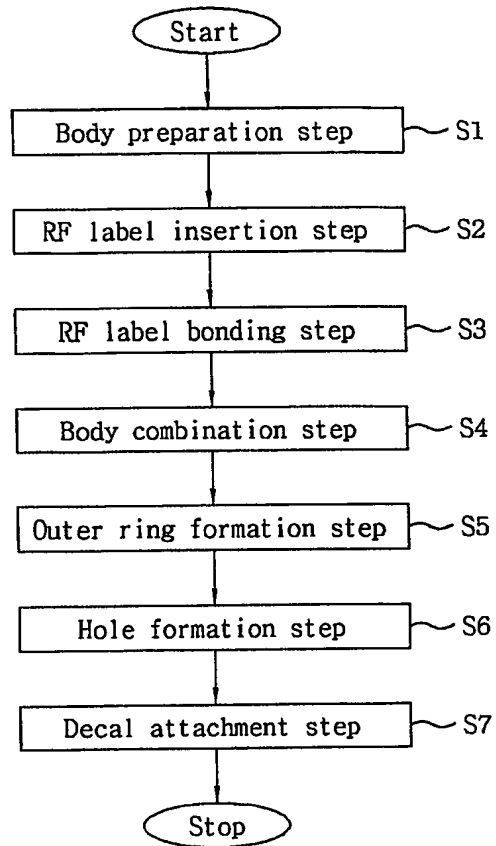 Start
Body preparation step S1
RF label insertion step S2
RF label bonding step S3
Body combination step S4
Outer ring formation step S5
Hole formation step S6
Decal attachment step S7
Stop